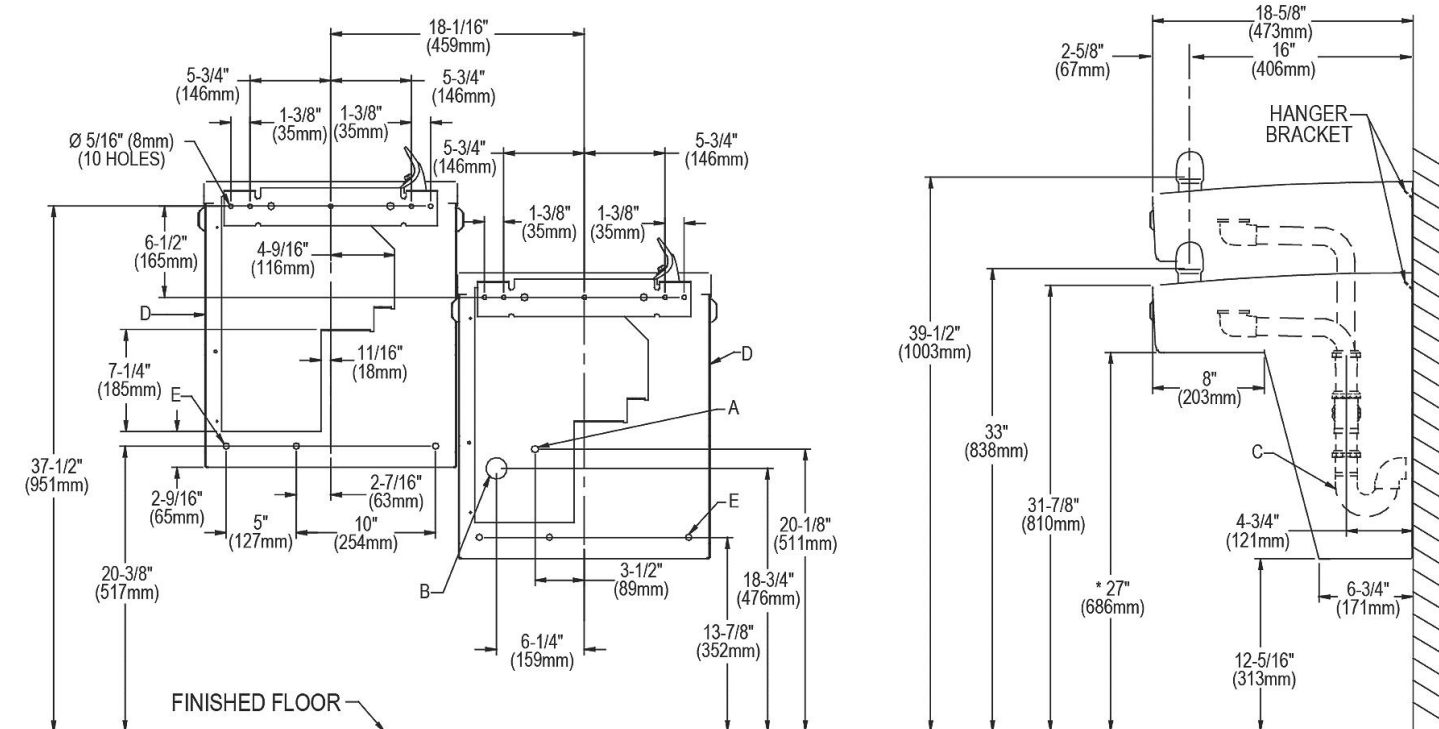 18-1/16"
(459mm)
5-3/4"
(146mm)
5-3/4"
(146mm)
1-3/8"
(35mm)
1-3/8"
(35mm)
Ø 5/16" (8mm)
(10 HOLES)
5-3/4"
(146mm)
5-3/4"
(146mm)
1-3/8"
(35mm)
1-3/8"
(35mm)
6-1/2"
(165mm)
4-9/16"
(116mm)
D
11/16"
(18mm)
7-1/4"
(185mm)
E
D
A
37-1/2"
(951mm)
2-9/16"
(65mm)
2-7/16"
(63mm)
5"
(127mm)
10"
(254mm)
E
20-1/8"
(511mm)
20-3/8"
(517mm)
B
3-1/2"
(89mm)
18-3/4"
(476mm)
6-1/4"
(159mm)
13-7/8"
(352mm)
FINISHED FLOOR
18-5/8"
(473mm)
2-5/8"
(67mm)
16"
(406mm)
HANGER
BRACKET
39-1/2"
(1003mm)
8"
(203mm)
33"
(838mm)
C
31-7/8"
(810mm)
4-3/4"
(121mm)
* 27"
(686mm)
6-3/4"
(171mm)
12-5/16"
(313mm)